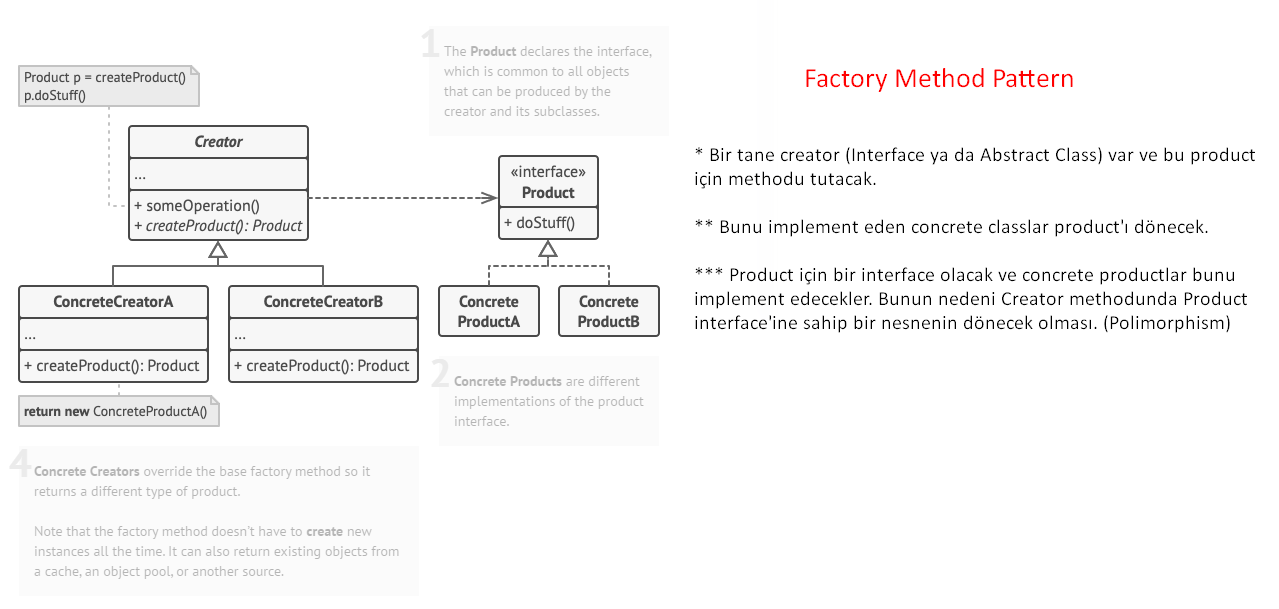 1
The Product declares the interface,
which is common to all objects
that can be produced by the
creator and its subclasses.
Product p = createProduct()
p.doStuff()
Creator
...
+ someOperation()
+ createProduct(): Product
«interface»
Product
+ doStuff()
ConcreteCreatorA
...
+ createProduct(): Product
ConcreteCreatorB
...
+ createProduct(): Product
Concrete
ProductA
Concrete
ProductB
return new ConcreteProductA()
2
Concrete Products are different
implementations of the product
interface.
4
Concrete Creators override the base factory method so it
returns a different type of product.
Note that the factory method doesn't have to create new
instances all the time. It can also return existing objects from
a cache, an object pool, or another source.
Factory Method Pattern
* Bir tane creator (Interface ya da Abstract Class) var ve bu product
için methodu tutacak.
** Bunu implement eden concrete classlar product'ı dönecek.
*** Product için bir interface olacak ve concrete productlar bunu
implement edecekler. Bunun nedeni Creator methodunda Product
interface'ine sahip bir nesnenin dönecek olması. (Polimorphism)